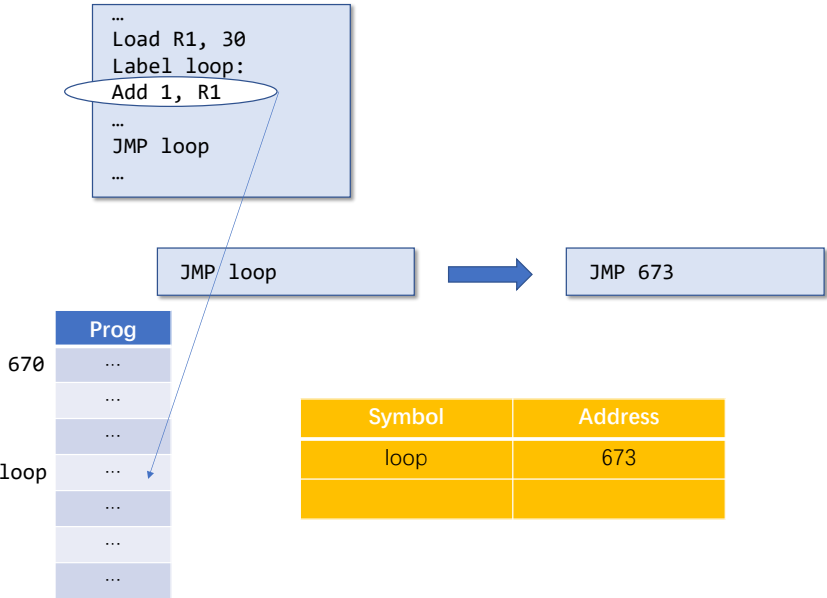 …
Load R1, 30
Label loop:
Add 1, R1
…
JMP loop
…
JMP loop
JMP 673
Prog
670 …
…
…
loop …
…
…
…
Symbol Address
loop 673